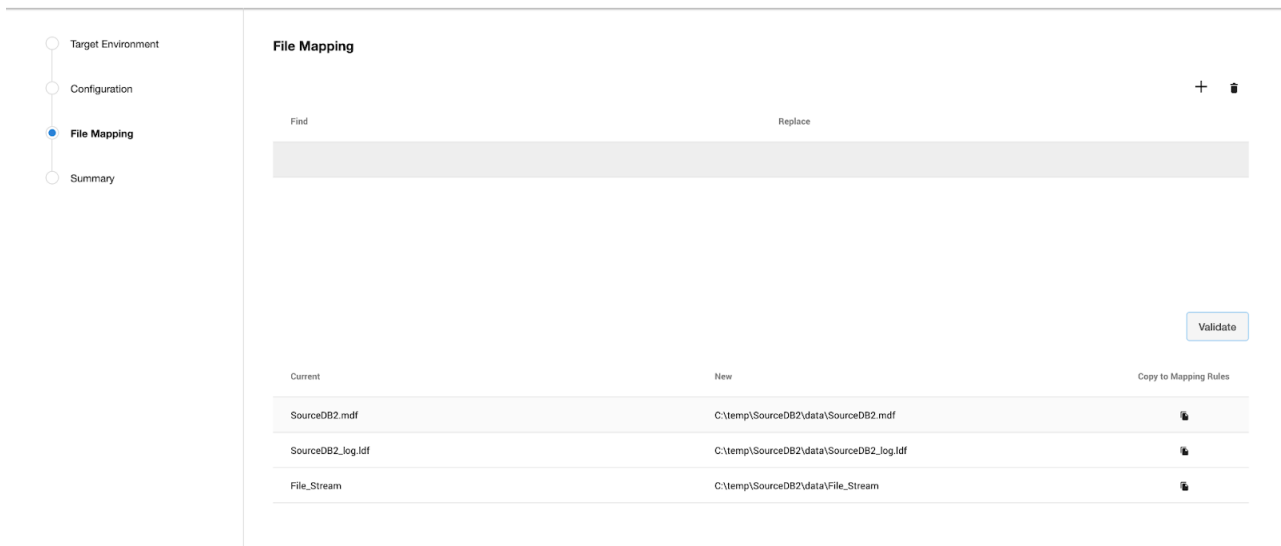 Target Environment
Configuration
File Mapping
Summary
File Mapping
Find Replace
Validate
Current New Copy to Mapping Rules
SourceDB2.mdf C:\temp\SourceDB2\data\SourceDB2.mdf
SourceDB2_log.ldf C:\temp\SourceDB2\data\SourceDB2_log.ldf
File_Stream C:\temp\SourceDB2\data\File_Stream